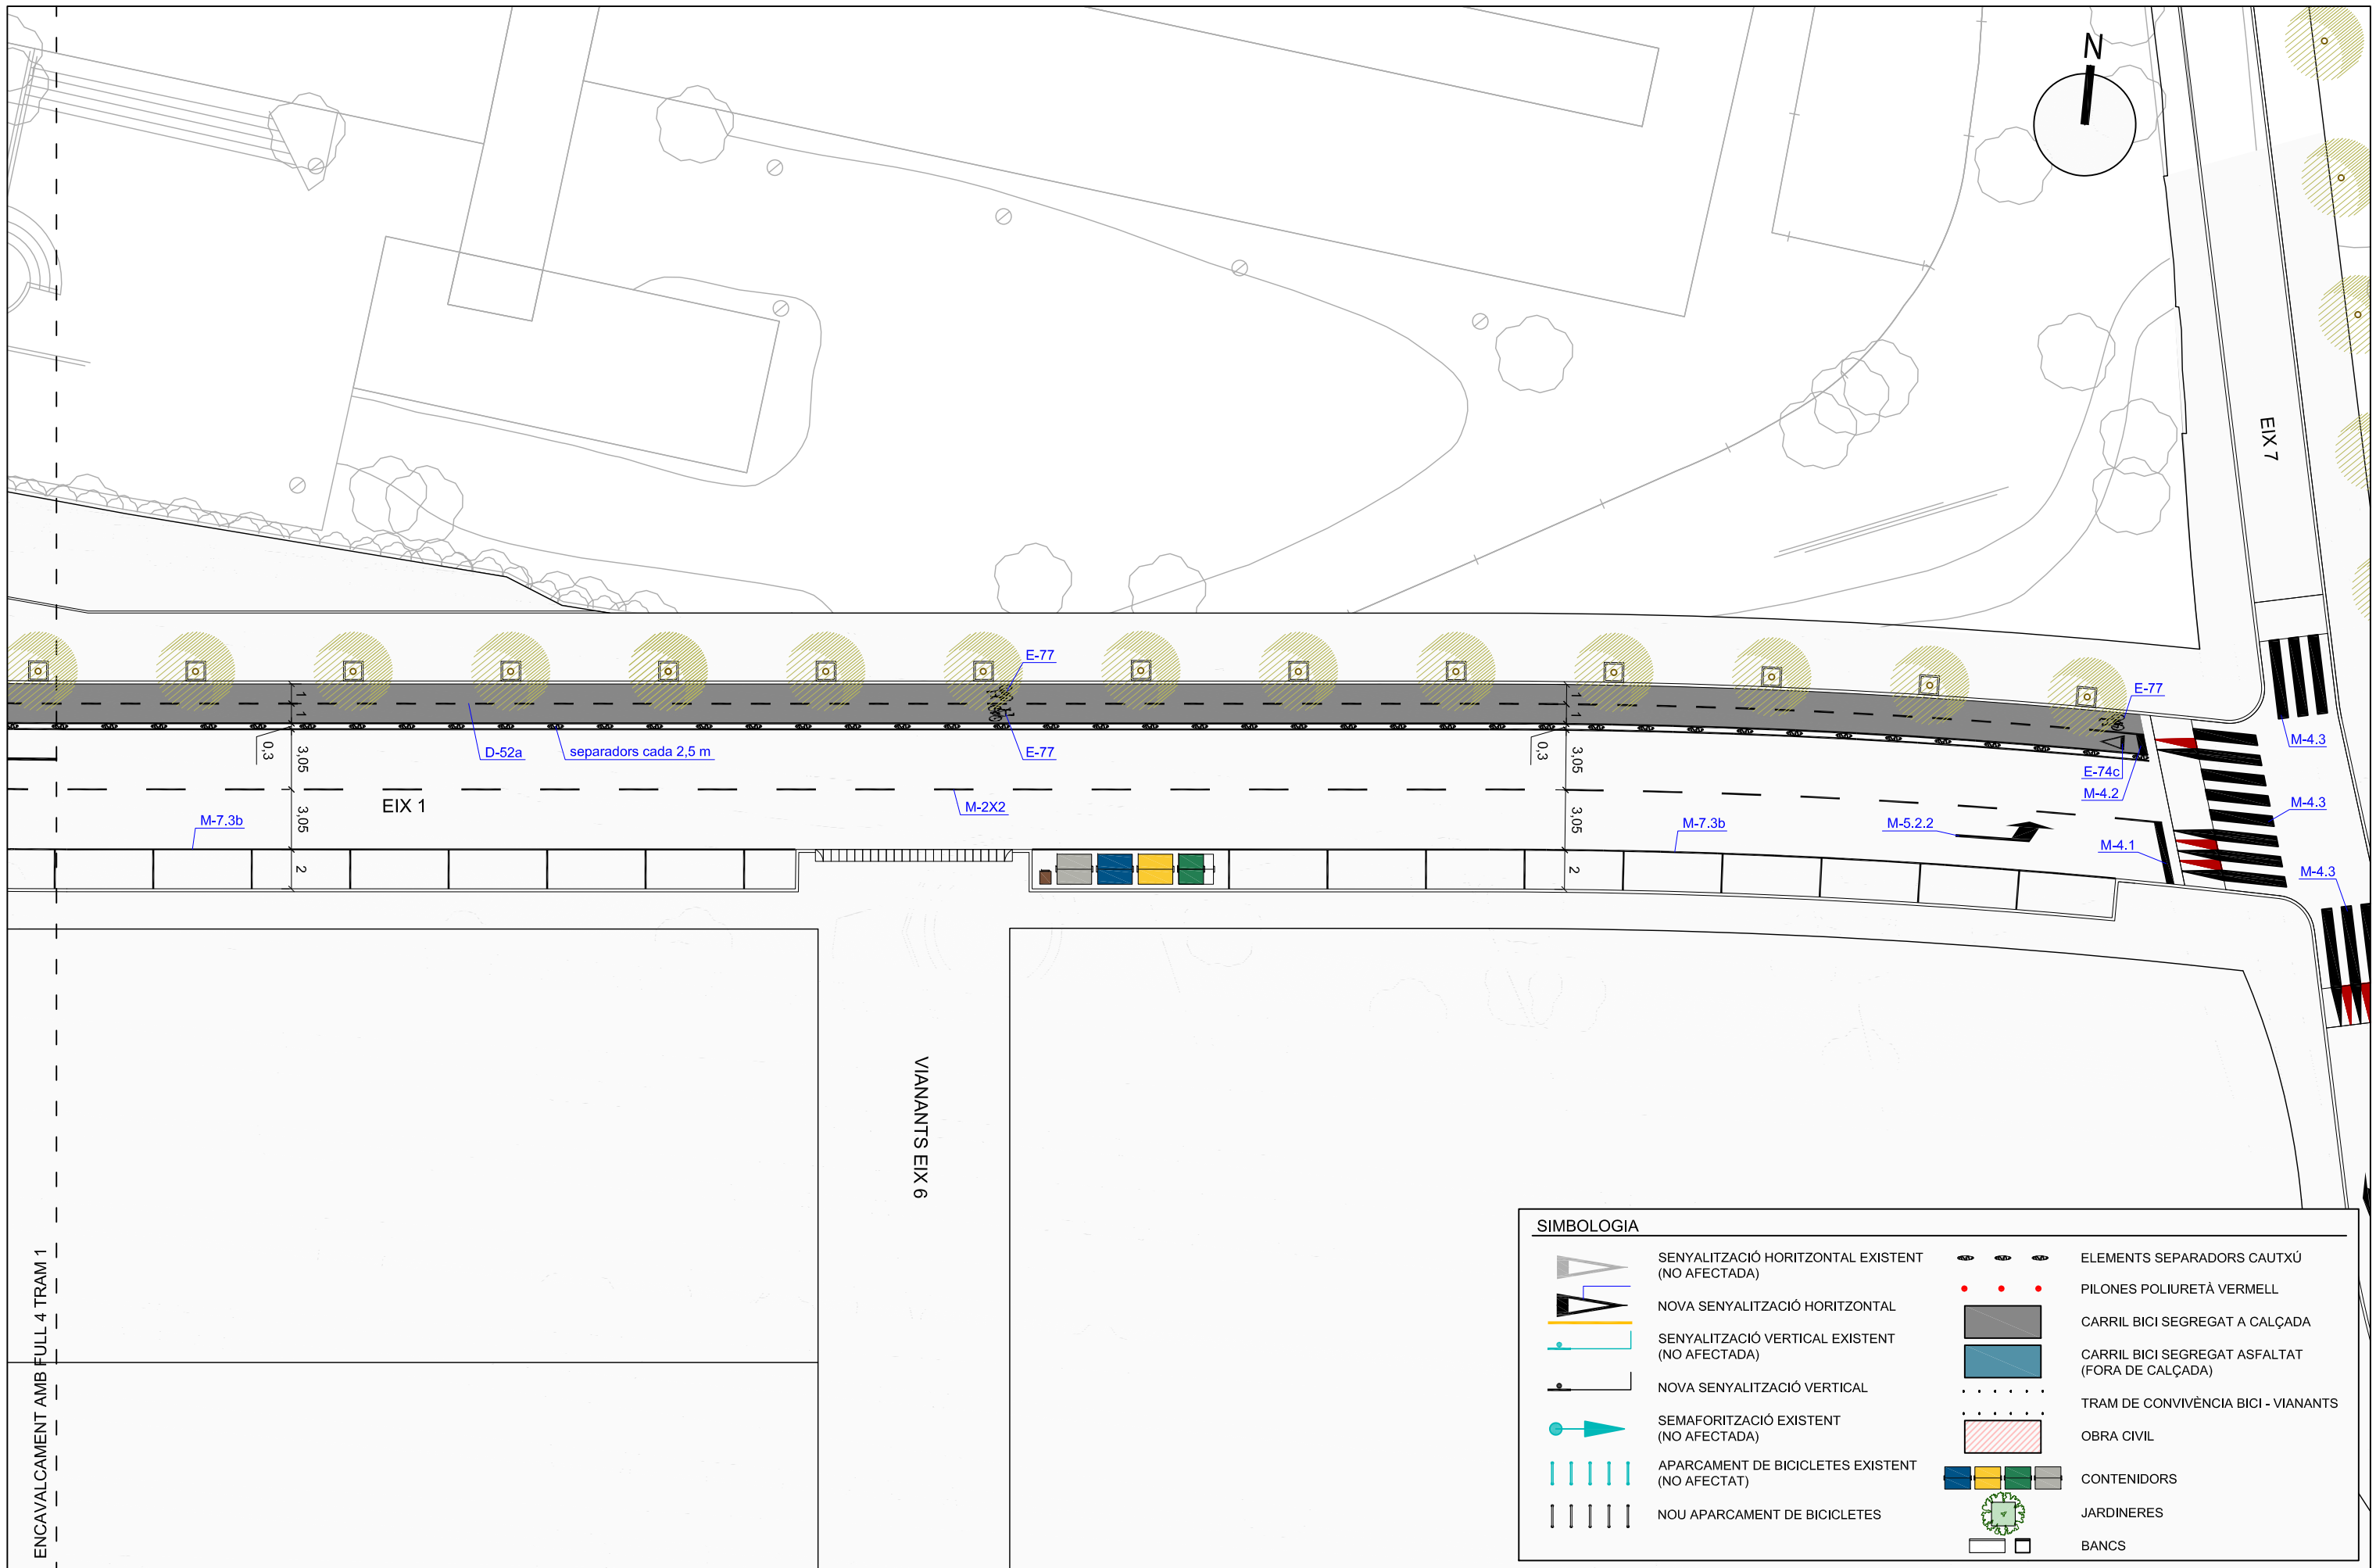 N
EIX 7
E-77
E-77
M-4.3
D-52a
separadors cada 2,5 m
E-77
E-74c
M-4.2
1
1
0,3
3,05
3,05
2
1
1
0,3
3,05
3,05
2
EIX 1
M-2X2
M-7.3b
M-7.3b
M-5.2.2
M-4.1
M-4.3
M-4.3
VIANANTS EIX 6
ENCAVALCAMENT AMB FULL 4 TRAM 1
SIMBOLOGIA
SENYALITZACIÓ HORITZONTAL EXISTENT
(NO AFECTADA)
NOVA SENYALITZACIÓ HORITZONTAL
SENYALITZACIÓ VERTICAL EXISTENT
(NO AFECTADA)
NOVA SENYALITZACIÓ VERTICAL
SEMAFORITZACIÓ EXISTENT
(NO AFECTADA)
APARCAMENT DE BICICLETES EXISTENT
(NO AFECTAT)
NOU APARCAMENT DE BICICLETES
ELEMENTS SEPARADORS CAUTXÚ
PILONES POLIURETÀ VERMELL
CARRIL BICI SEGREGAT A CALÇADA
CARRIL BICI SEGREGAT ASFALTAT
(FORA DE CALÇADA)
TRAM DE CONVIVÈNCIA BICI - VIANANTS
OBRA CIVIL
CONTENIDORS
JARDINERES
BANCS